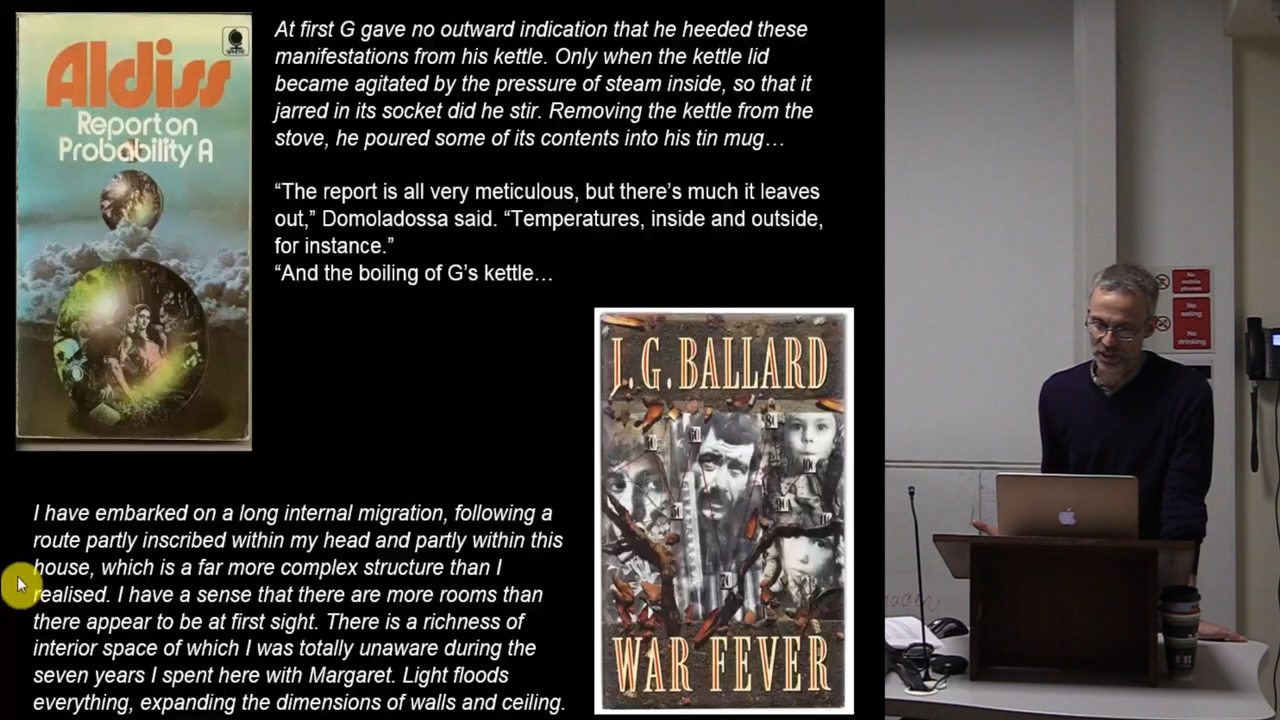 Aldiss
SPHERE
Report on
Probability A
At first G gave no outward indication that he heeded these
manifestations from his kettle. Only when the kettle lid
became agitated by the pressure of steam inside, so that it
jarred in its socket did he stir. Removing the kettle from the
stove, he poured some of its contents into his tin mug…
“The report is all very meticulous, but there’s much it leaves
out,” Domoladossa said. “Temperatures, inside and outside,
for instance.”
“And the boiling of G’s kettle…
J. G. BALLARD
WAR FEVER
I have embarked on a long internal migration, following a
route partly inscribed within my head and partly within this
house, which is a far more complex structure than I
realised. I have a sense that there are more rooms than
there appear to be at first sight. There is a richness of
interior space of which I was totally unaware during the
seven years I spent here with Margaret. Light floods
everything, expanding the dimensions of walls and ceiling.
No
mobile
phones
No
eating
No
drinking